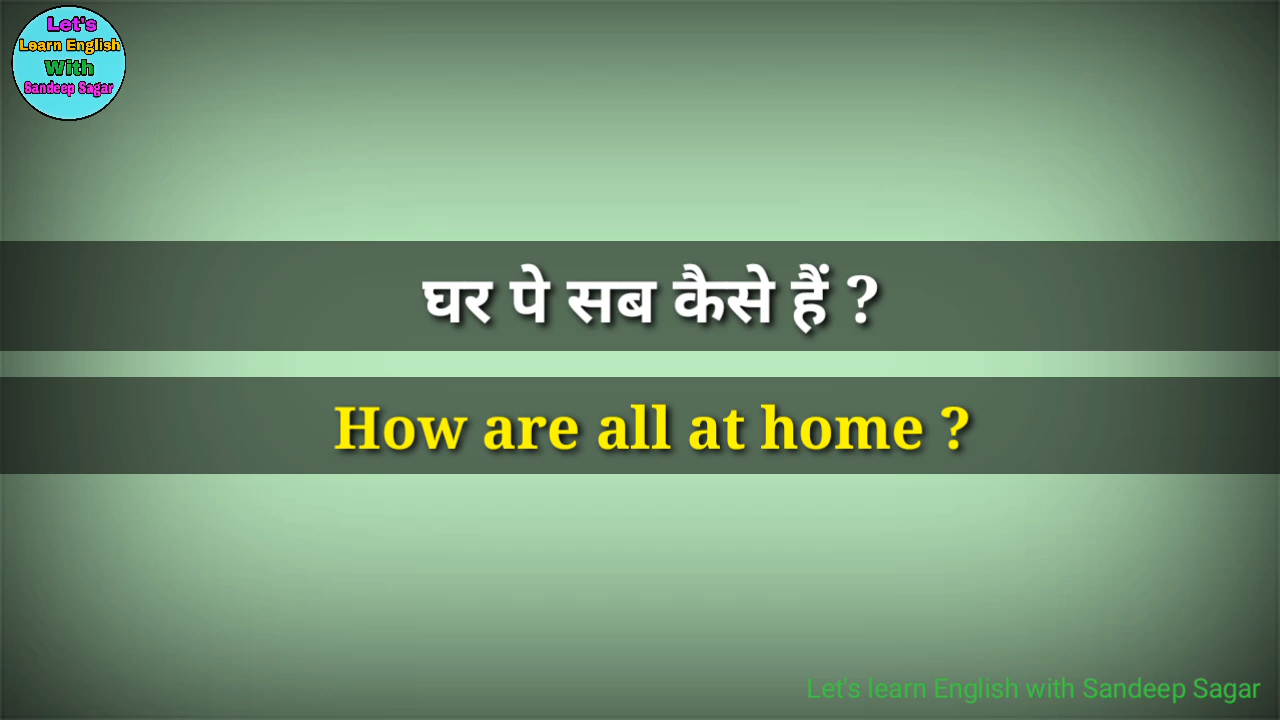 Let's
Learn English
With
Sandeep Sagar
घर पे सब कैसे हैं ?
How are all at home ?
Let's learn English with Sandeep Sagar